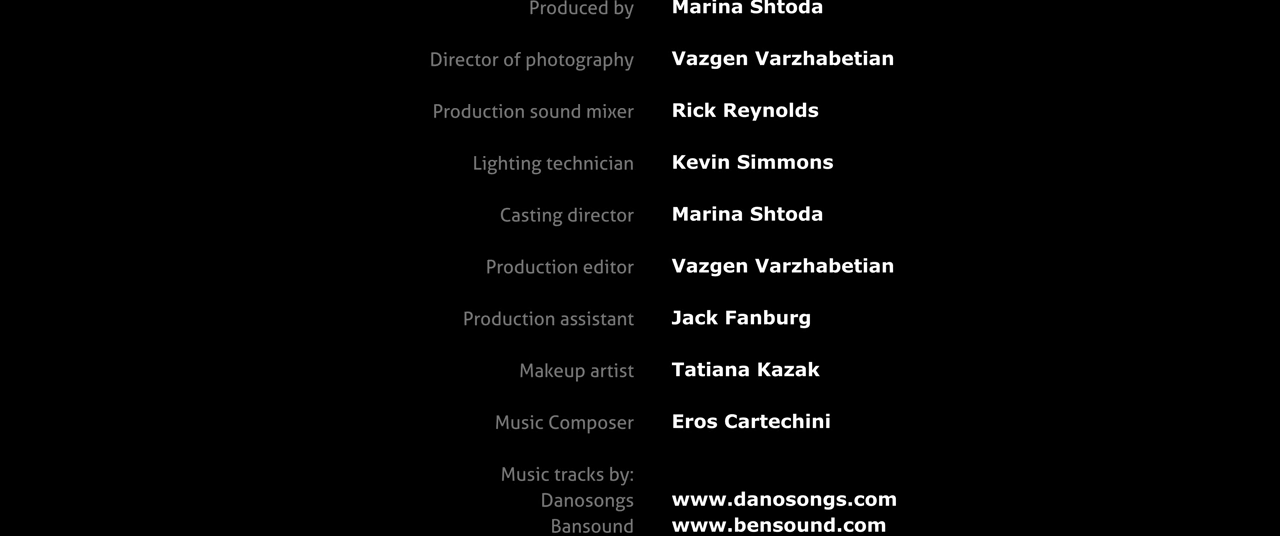 Produced by Marina Shtoda
Director of photography Vazgen Varzhabetian
Production sound mixer Rick Reynolds
Lighting technician Kevin Simmons
Casting director Marina Shtoda
Production editor Vazgen Varzhabetian
Production assistant Jack Fanburg
Makeup artist Tatiana Kazak
Music Composer Eros Cartechini
Music tracks by:
Danosongs www.danosongs.com
Bansound www.bensound.com